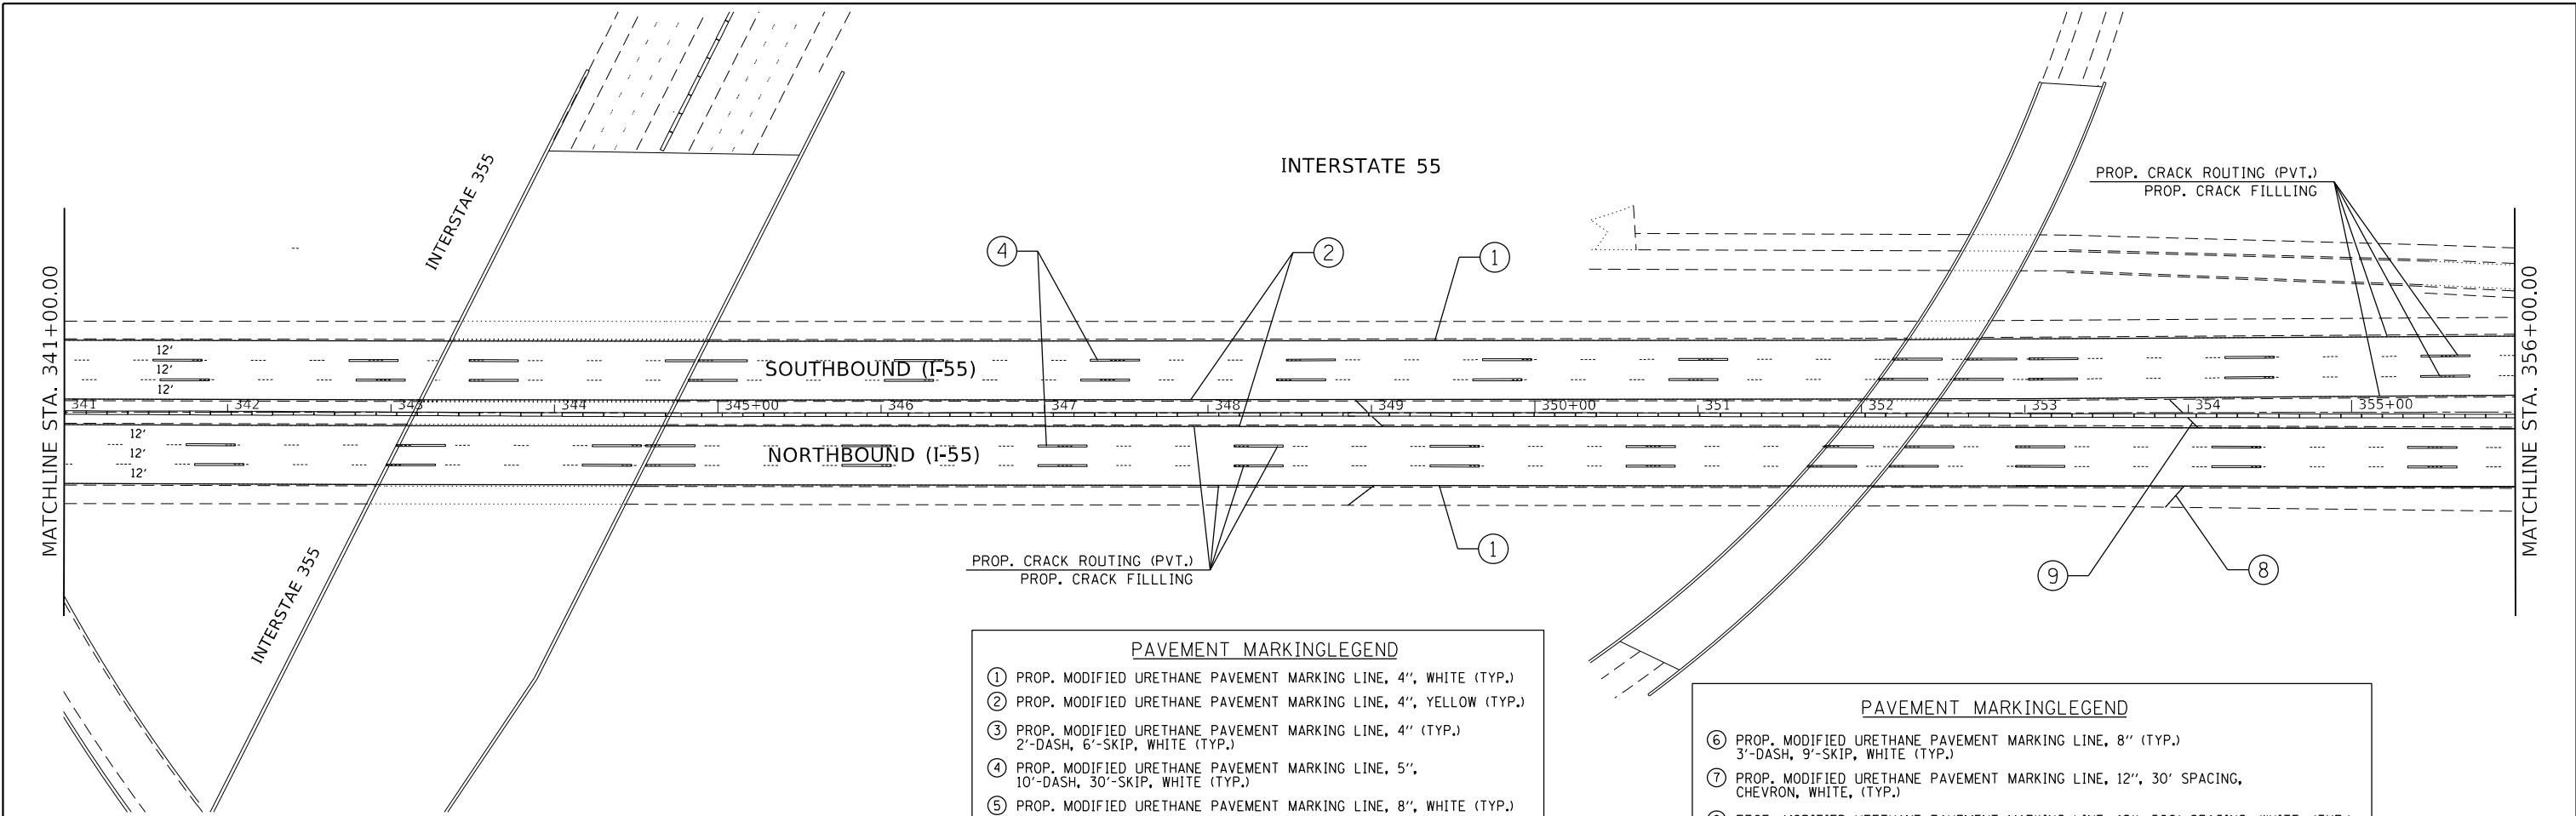 INTERSTATE 55
INTERSTAE 355
PROP. CRACK ROUTING (PVT.)
PROP. CRACK FILLLING
4
2
1
MATCHLINE STA. 341+00.00
MATCHLINE STA. 356+00.00
12'
12'
12'
SOUTHBOUND (I-55)
341 342 343 344 345+00 346 347 348 349 350+00 351 352 353 354 355+00
12'
12'
12'
NORTHBOUND (I-55)
INTERSTAE 355
PROP. CRACK ROUTING (PVT.)
PROP. CRACK FILLLING
1
9
8
PAVEMENT MARKINGLEGEND
1 PROP. MODIFIED URETHANE PAVEMENT MARKING LINE, 4", WHITE (TYP.)
2 PROP. MODIFIED URETHANE PAVEMENT MARKING LINE, 4", YELLOW (TYP.)
3 PROP. MODIFIED URETHANE PAVEMENT MARKING LINE, 4" (TYP.)
2'-DASH, 6'-SKIP, WHITE (TYP.)
4 PROP. MODIFIED URETHANE PAVEMENT MARKING LINE, 5",
10'-DASH, 30'-SKIP, WHITE (TYP.)
5 PROP. MODIFIED URETHANE PAVEMENT MARKING LINE, 8", WHITE (TYP.)
PAVEMENT MARKINGLEGEND
6 PROP. MODIFIED URETHANE PAVEMENT MARKING LINE, 8" (TYP.)
3'-DASH, 9'-SKIP, WHITE (TYP.)
7 PROP. MODIFIED URETHANE PAVEMENT MARKING LINE, 12", 30' SPACING,
CHEVRON, WHITE, (TYP.)